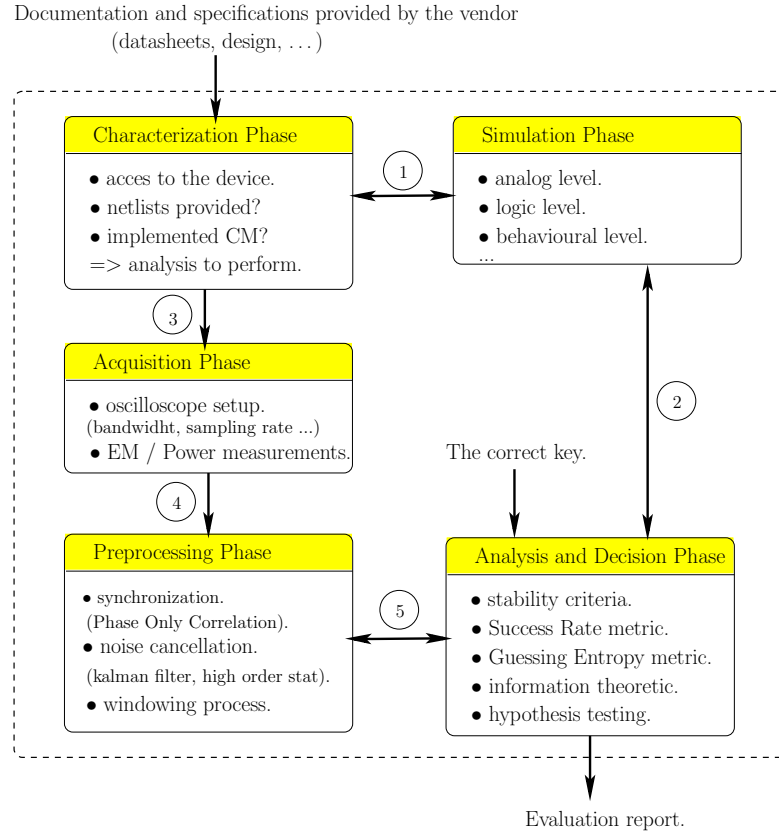 Documentation and specifications provided by the vendor
(datasheets, design, ...)
Characterization Phase
• acces to the device.
• netlists provided?
• implemented CM?
=> analysis to perform.
1
Simulation Phase
• analog level.
• logic level.
• behavioural level.
...
3
Acquisition Phase
• oscilloscope setup.
(bandwidht, sampling rate ...)
• EM / Power measurements.
2
The correct key.
4
Preprocessing Phase
• synchronization.
(Phase Only Correlation).
• noise cancellation.
(kalman filter, high order stat).
• windowing process.
5
Analysis and Decision Phase
• stability criteria.
• Success Rate metric.
• Guessing Entropy metric.
• information theoretic.
• hypothesis testing.
Evaluation report.